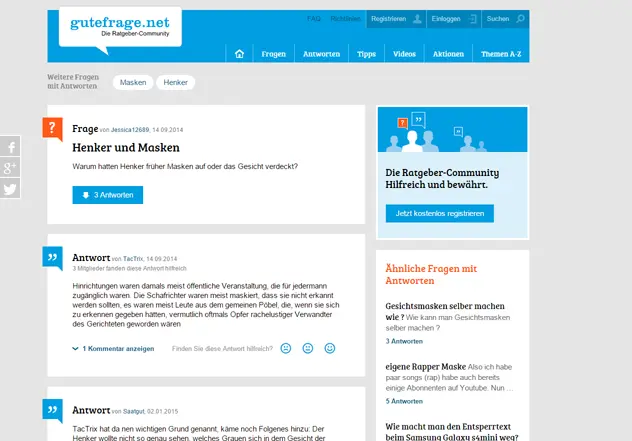 gutefrage.net
Die Ratgeber-Community
FAQ Richtlinien Registrieren Einloggen Suchen
Fragen Antworten Tipps Videos Aktionen Themen A-Z
Weitere Fragen
mit Antworten
Masken Henker
Frage von Jessica12689, 14.09.2014
Henker und Masken
Warum hatten Henker früher Masken auf oder das Gesicht verdeckt?
3 Antworten
Die Ratgeber-Community
Hilfreich und bewährt.
Jetzt kostenlos registrieren
Antwort von TacTrix, 14.09.2014
3 Mitglieder fanden diese Antwort hilfreich
Hinrichtungen waren damals meist öffentliche Veranstaltung, die für jedermann
zugänglich waren. Die Scharfrichter waren meist maskiert, dass sie nicht erkannt
werden sollten, es waren meist Leute aus dem gemeinen Pöbel, die, wenn sie sich
zu erkennen gegeben hätten, vermutlich oftmals Opfer rachelustiger Verwandter
des Gerichteten geworden wären
1 Kommentar anzeigen Finden Sie diese Antwort hilfreich?
Ähnliche Fragen mit
Antworten
Gesichtsmasken selber machen
wie ? Wie kann man Gesichtsmasken
selber machen ?
3 Antworten
eigene Rapper Maske Also ich habe
paar songs (rap) habe auch bereits
einige Abonnenten auf Youtube. Nun ...
5 Antworten
Wie macht man den Entsperrtext
beim Samsung Galaxy s4mini weg?
Antwort von Saatgut, 02.01.2015
TacTrix hat da nen wichtigen Grund genannt, käme noch Folgenes hinzu: Der
Henker wollte nicht so genau sehen, welches Grauen sich in dem Gesicht der